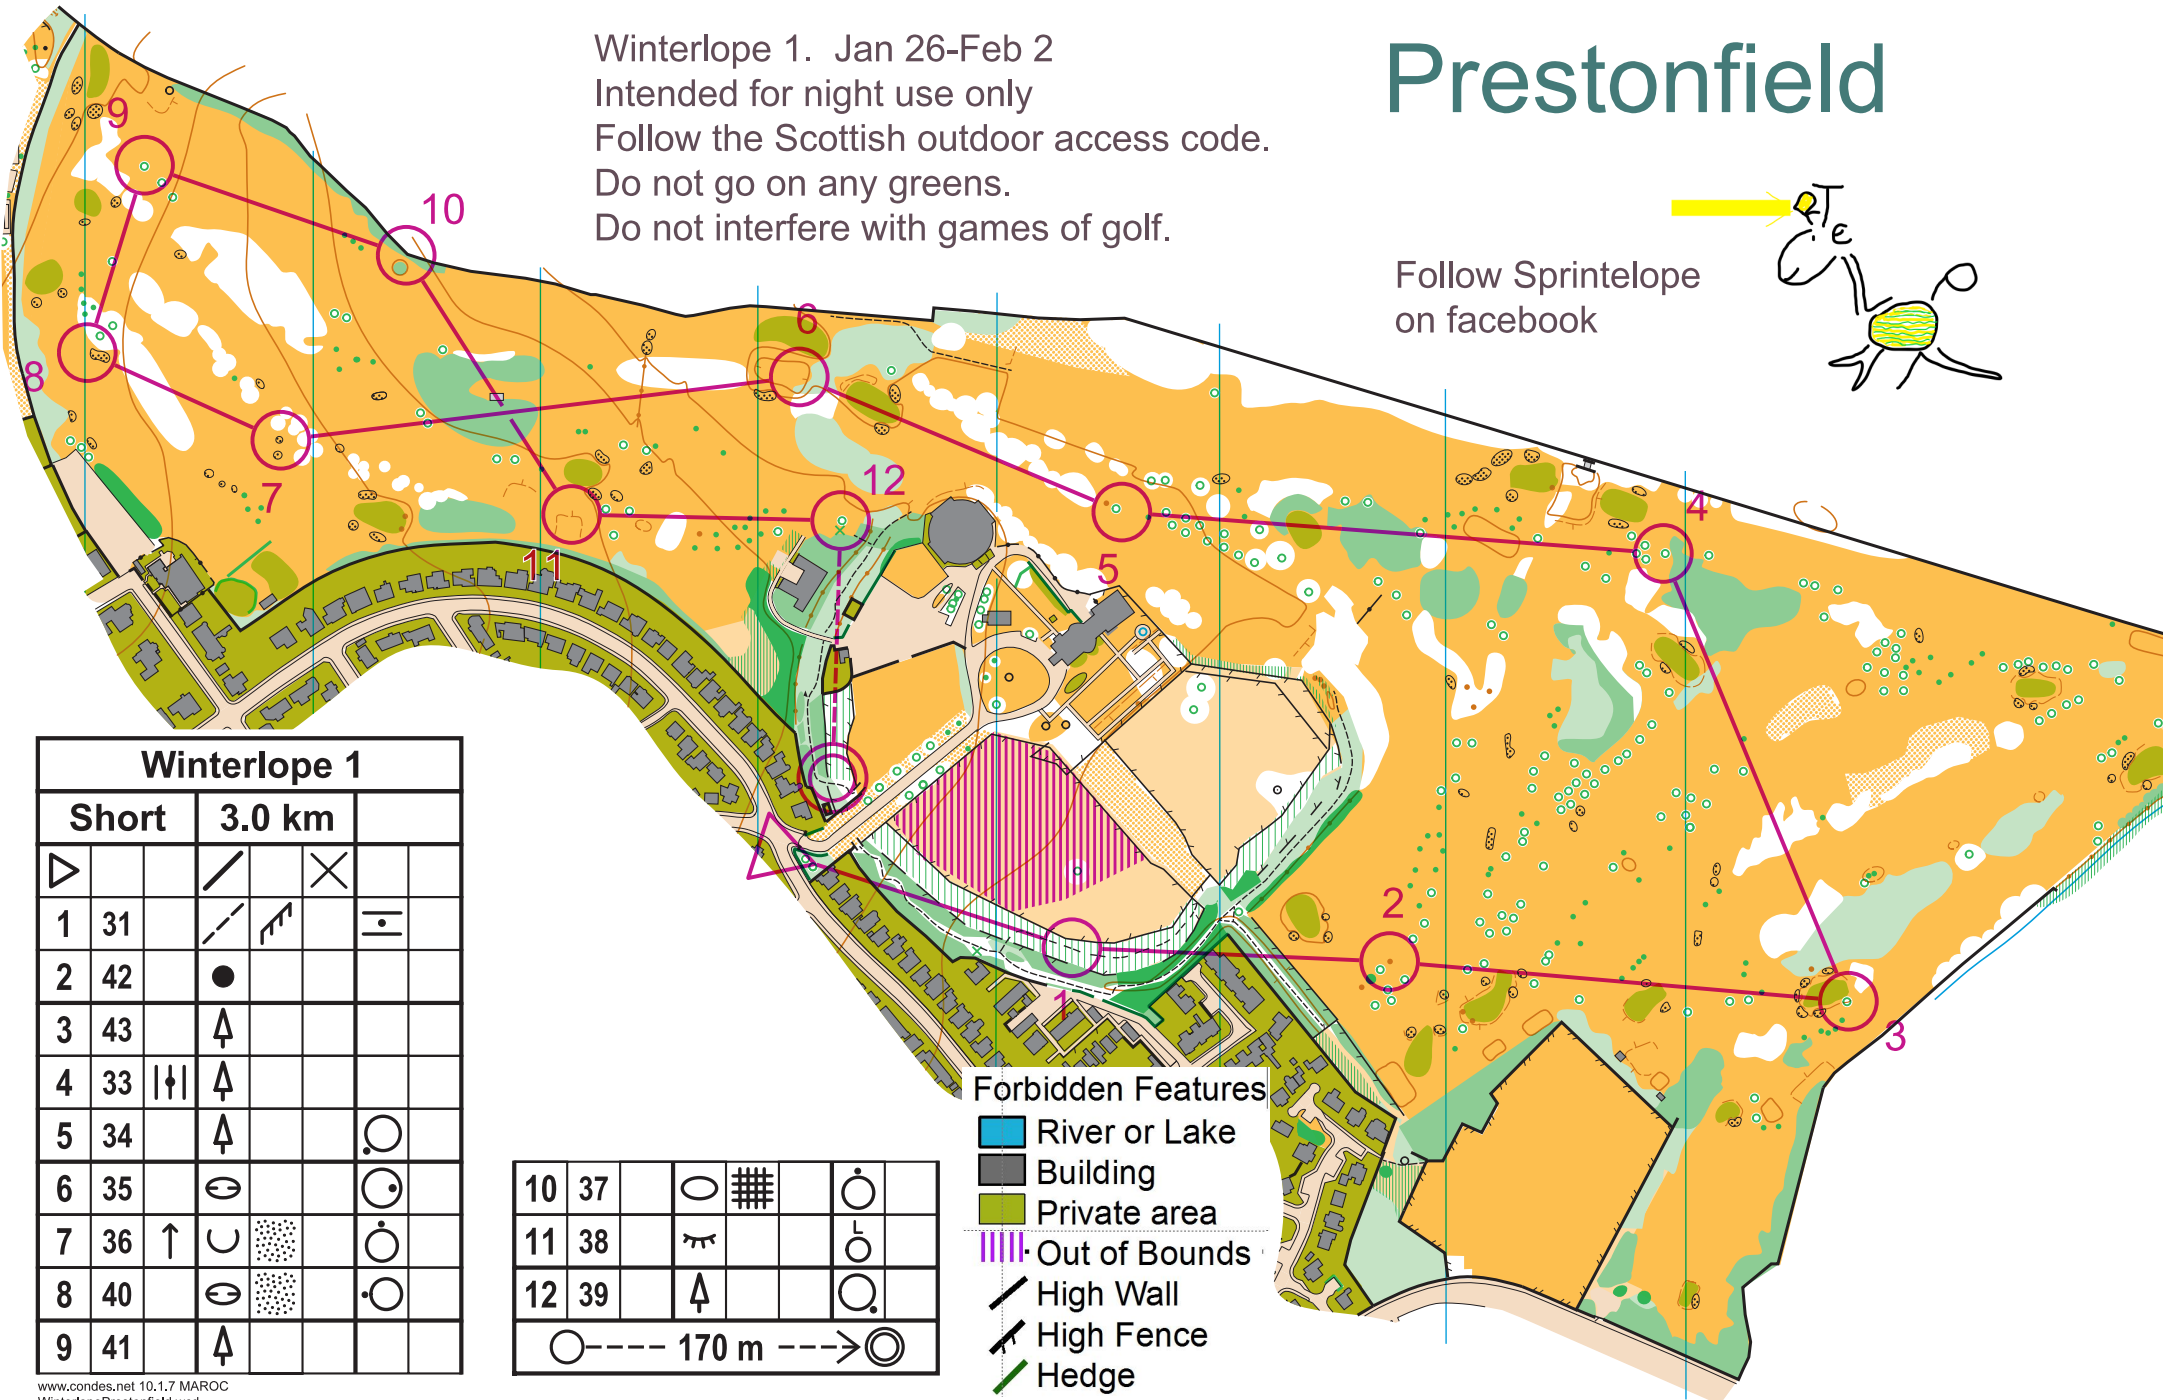 Winterlope 1. Jan 26-Feb 2
Intended for night use only
Follow the Scottish outdoor access code.
Do not go on any greens.
Do not interfere with games of golf.
Prestonfield
Follow Sprintelope
on facebook
9
10
6
8
7
12
11
5
4
2
1
3
Winterlope 1
Short 3.0 km
1 31
2 42
3 43
4 33
5 34
6 35
7 36
8 40
9 41
10 37
11 38
12 39
170 m
Forbidden Features
River or Lake
Building
Private area
Out of Bounds
High Wall
High Fence
Hedge
www.condes.net 10.1.7 MAROC